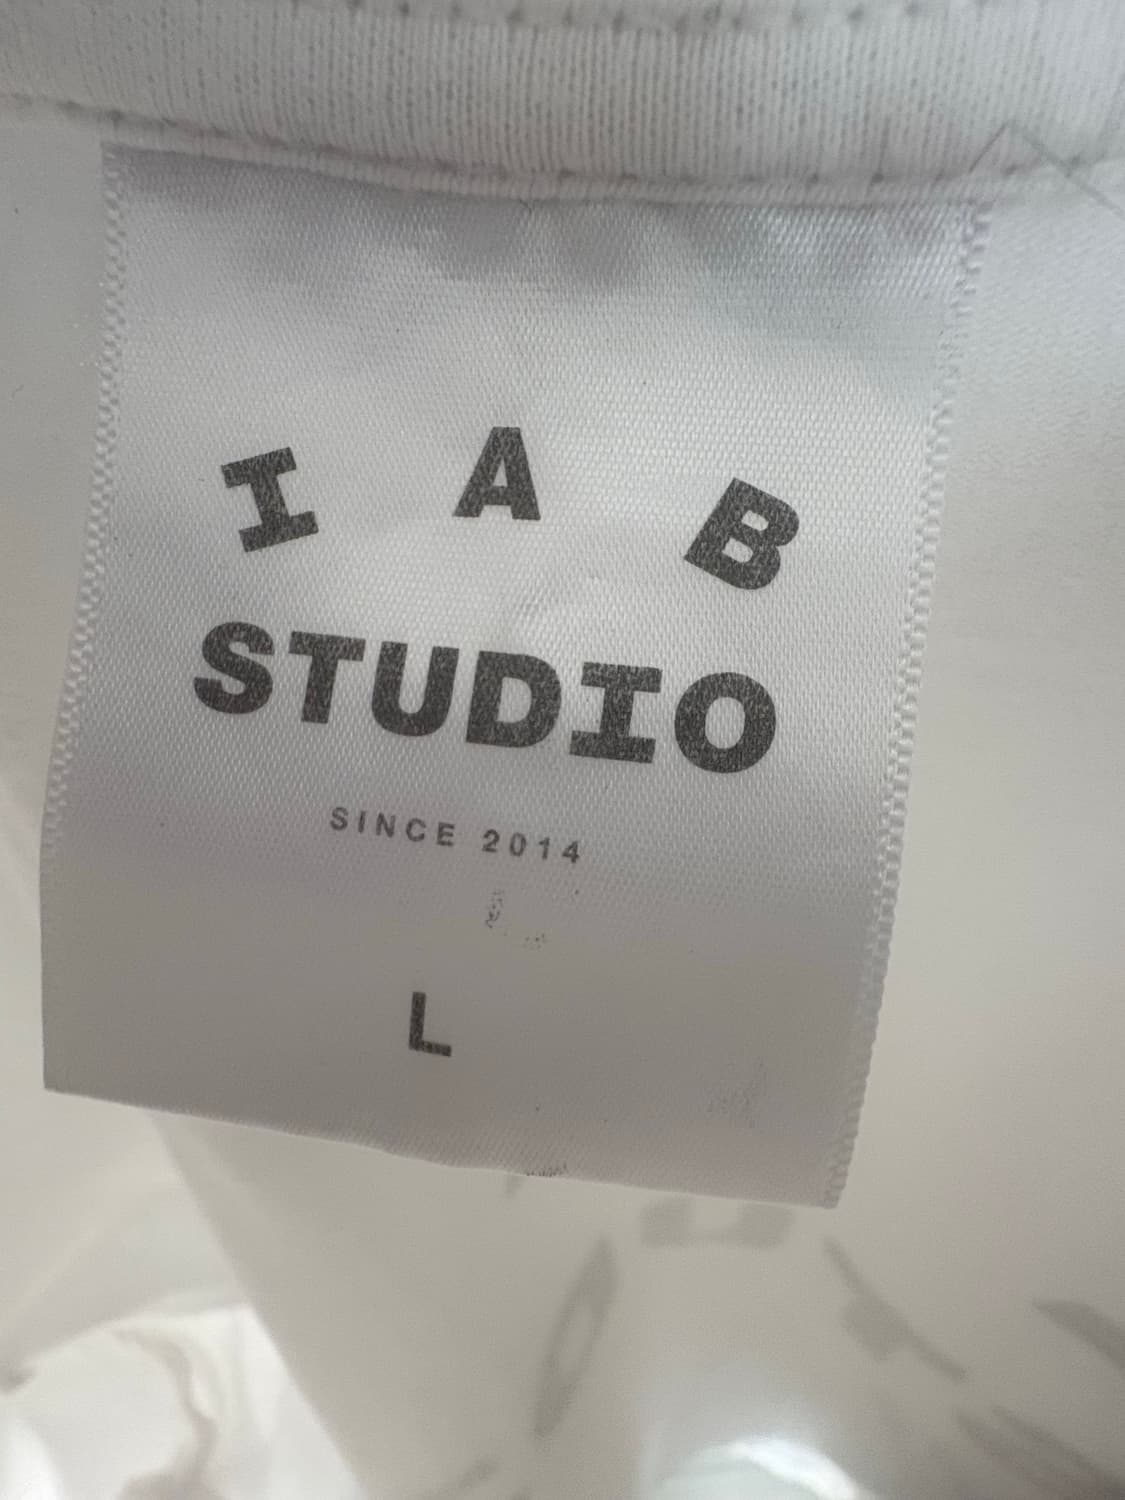 I A B
STUDIO
SINCE 2014
L